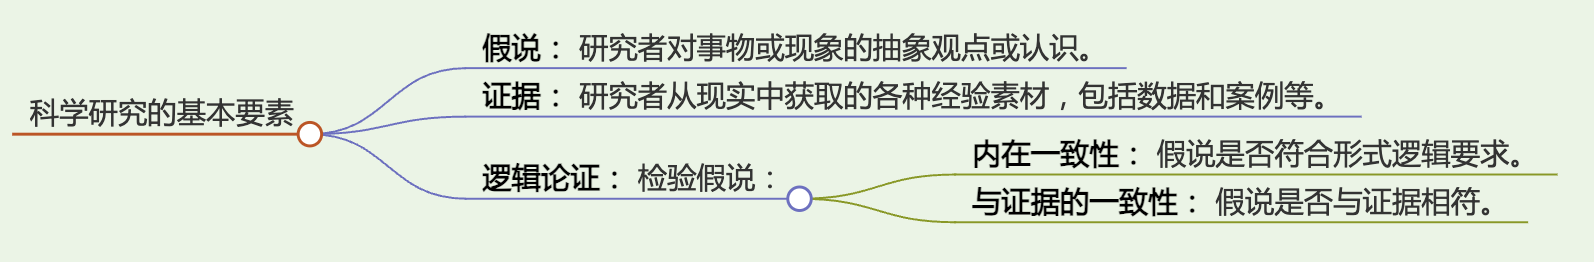 科学研究的基本要素
假说： 研究者对事物或现象的抽象观点或认识。
证据： 研究者从现实中获取的各种经验素材，包括数据和案例等。
逻辑论证： 检验假说：
内在一致性： 假说是否符合形式逻辑要求。
与证据的一致性： 假说是否与证据相符。